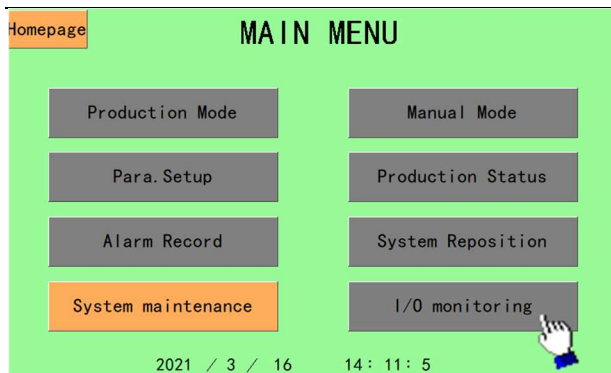 Homepage
MAIN MENU
Production Mode
Manual Mode
Para.Setup
Production Status
Alarm Record
System Reposition
System maintenance
I/O monitoring
2021 / 3 / 16 14: 11: 5